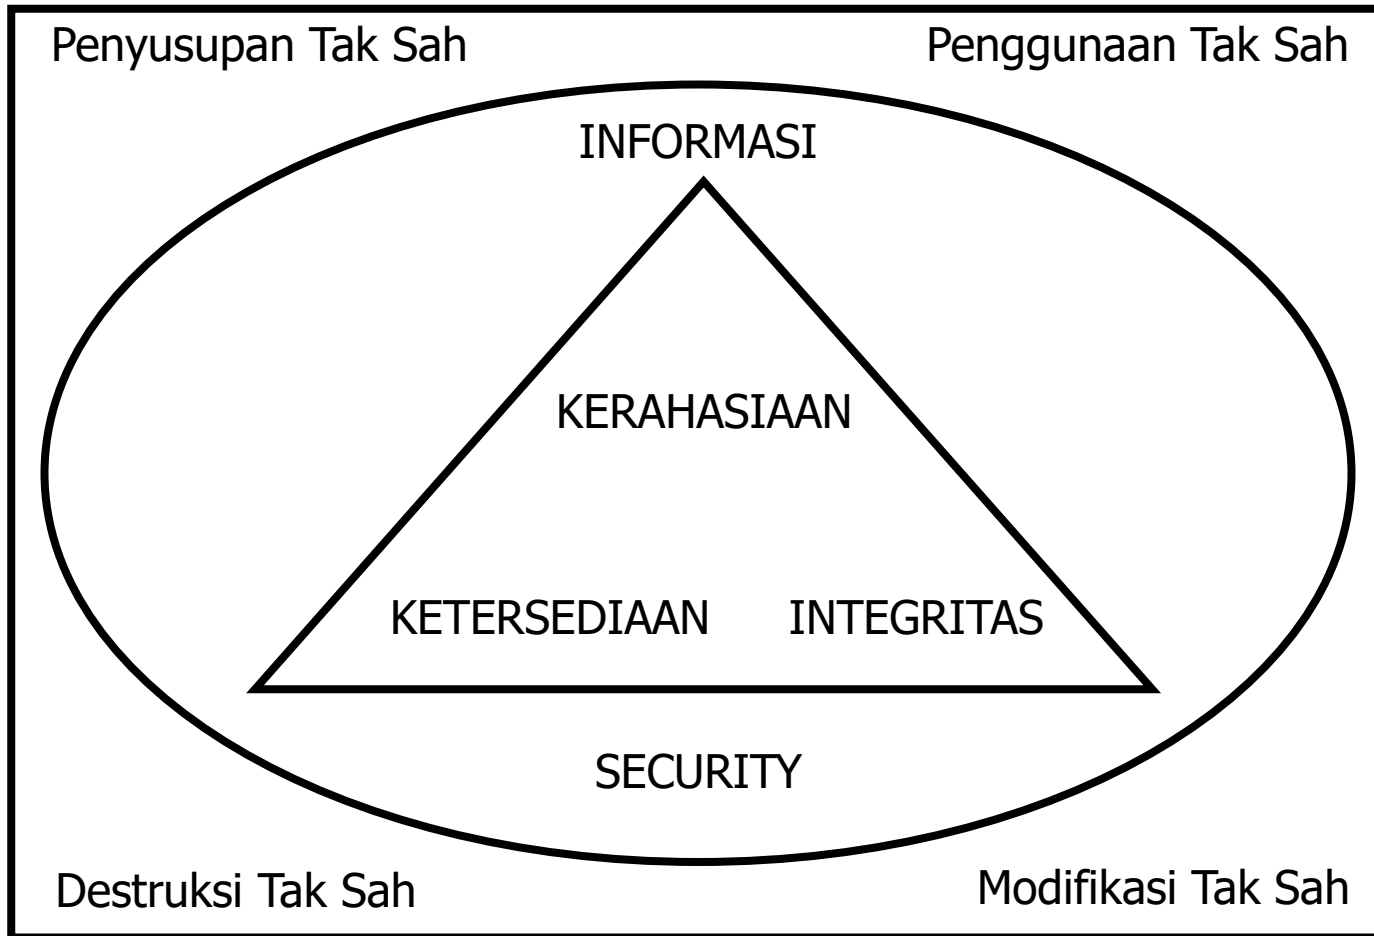 Penyusupan Tak Sah
Penggunaan Tak Sah
INFORMASI
KERAHASIAAN
KETERSEDIAAN
INTEGRITAS
SECURITY
Destruksi Tak Sah
Modifikasi Tak Sah